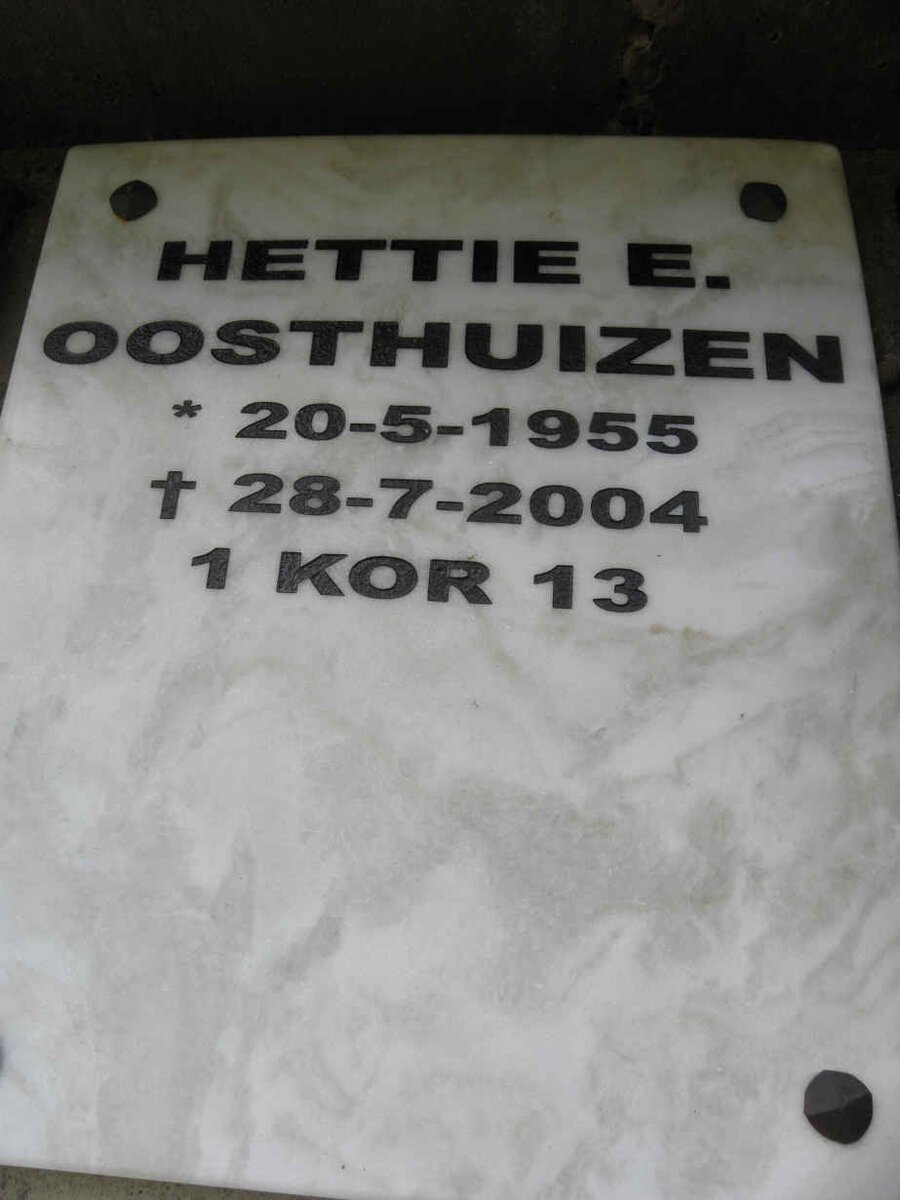 HETTIE E.
OOSTHUIZEN
* 20-5-1955
† 28-7-2004
1 KOR 13